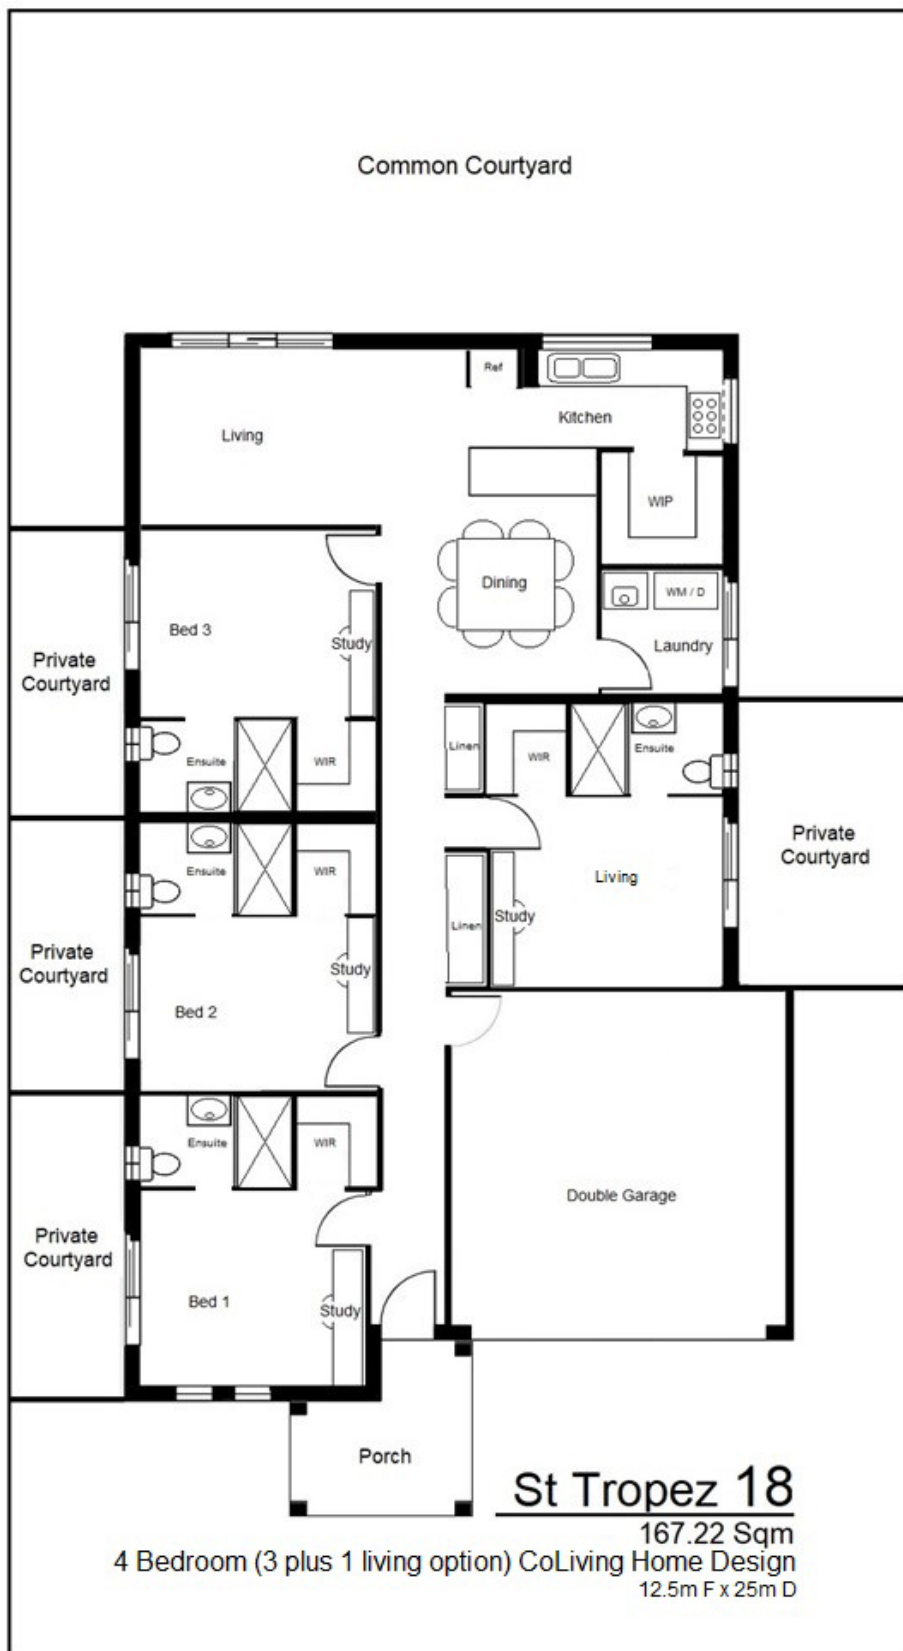 Common Courtyard
Ref
Kitchen
Living
WIP
Dining
WM / D
Bed 3
Study
Laundry
Private
Courtyard
Linen
WIR
Ensuite
Ensuite
WIR
Private
Courtyard
Ensuite
WIR
Living
Study
Linen
Private
Courtyard
Study
Bed 2
Ensuite
WIR
Double Garage
Private
Courtyard
Bed 1
Study
Porch
St Tropez 18
167.22 Sqm
4 Bedroom (3 plus 1 living option) CoLiving Home Design
12.5m F x 25m D